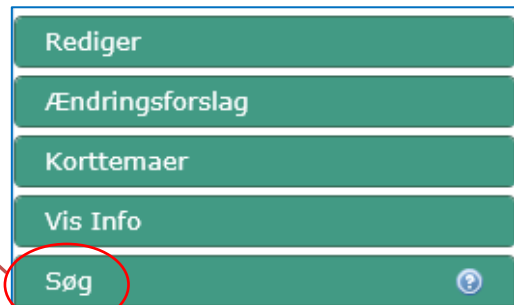 Rediger
Ændringsforslag
Korttemaer
Vis Info
Søg